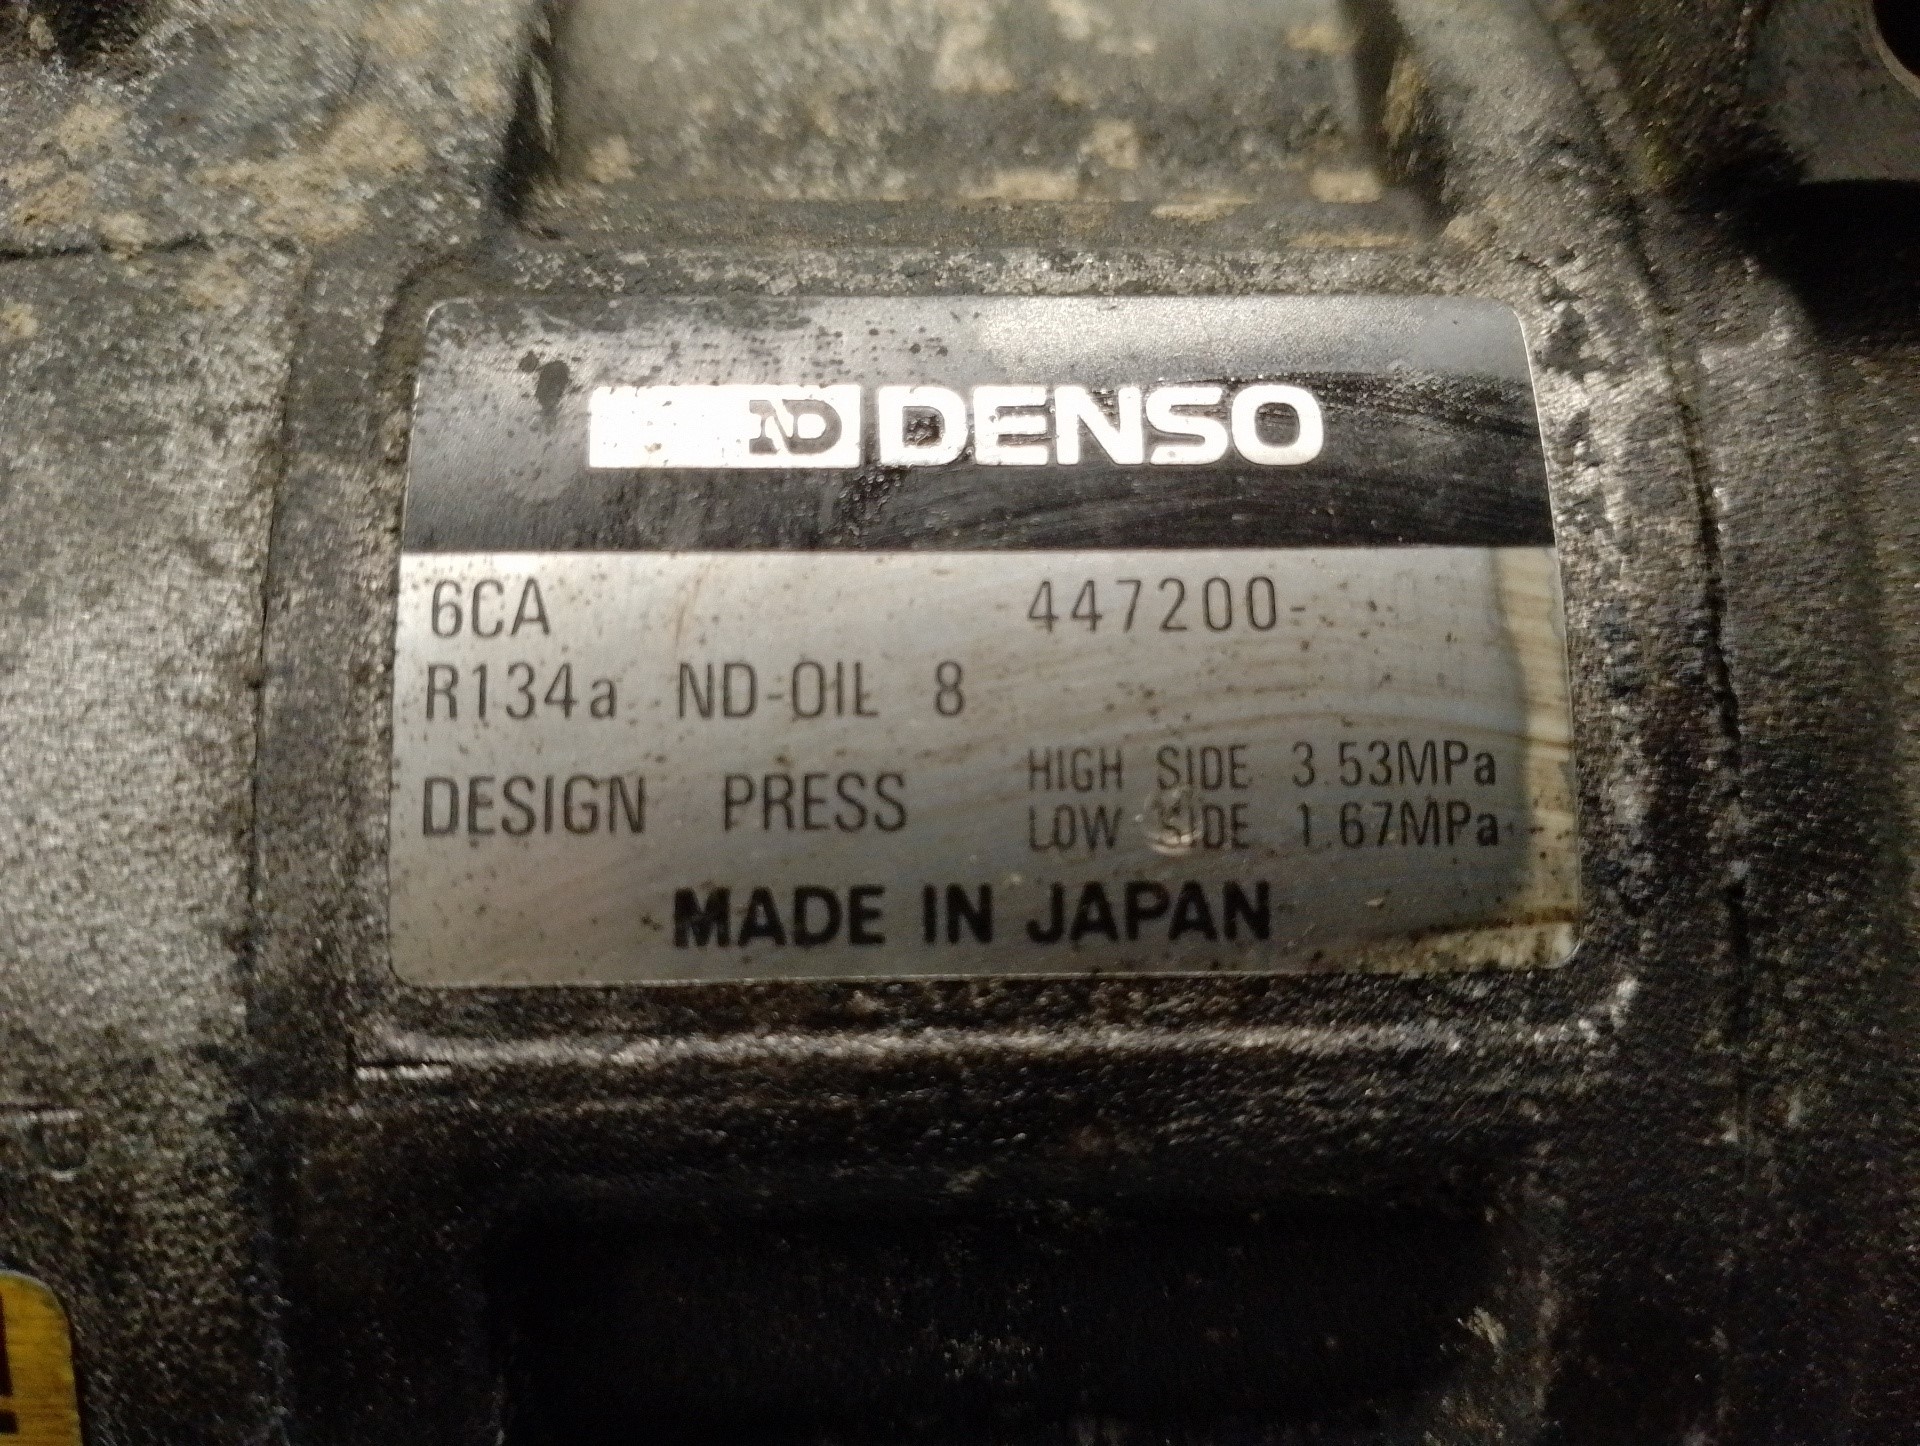 ND DENSO
6CA 447200-
R134a ND-OIL 8
DESIGN PRESS HIGH SIDE 3.53MPa
LOW SIDE 1.67MPa
MADE IN JAPAN